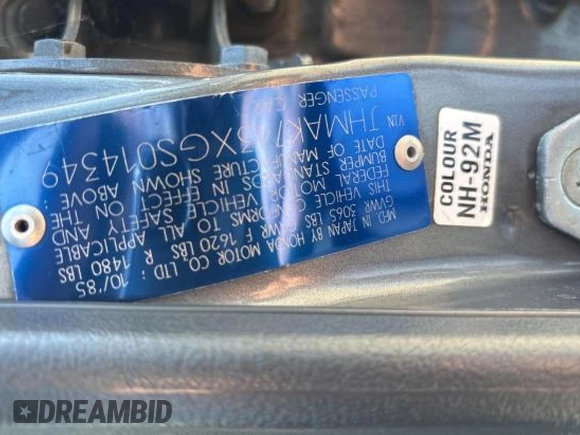 MFD. IN JAPAN BY HONDA MOTOR CO., LTD: 10/'85
GVWR 3065 LBS GAWR F 1620 LBS R 1480 LBS
THIS VEHICLE CONFORMS TO ALL APPLICABLE
FEDERAL MOTOR VEHICLE SAFETY AND
BUMPER STANDARDS IN EFFECT ON THE
DATE OF MANUFACTURE SHOWN ABOVE.
VIN JHMAK7 3XGS014349
PASSENGER
COLOUR
NH-92M
HONDA
DREAMBID